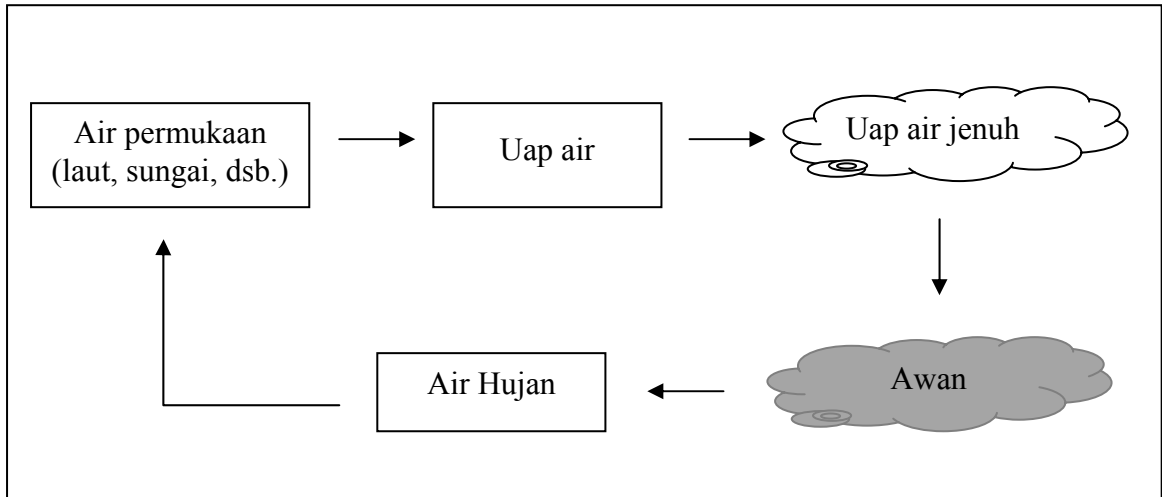 Air permukaan
(laut, sungai, dsb.)
Uap air
Uap air jenuh
Awan
Air Hujan